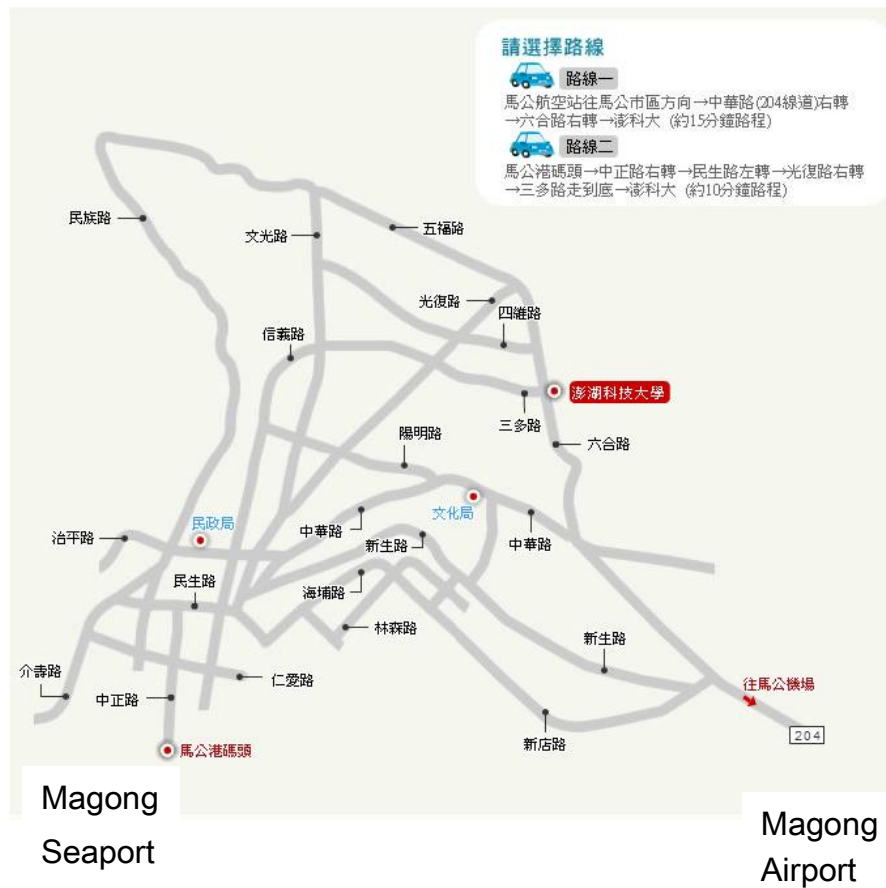 請選擇路線
路線一
馬公航空站往馬公市區方向→中華路(204線道)右轉
→六合路右轉→澎科大 (約15分鐘路程)
路線二
馬公港碼頭→中正路右轉→民生路左轉→光復路右轉
→三多路走到底→澎科大 (約10分鐘路程)
民族路
文光路
五福路
光復路
四維路
信義路
澎湖科技大學
三多路
陽明路
六合路
文化局
中華路
民政局
治平路
新生路
中華路
民生路
海埔路
林森路
新生路
介壽路
仁愛路
中正路
往馬公機場
新店路
204
馬公港碼頭
Magong
Seaport
Magong
Airport